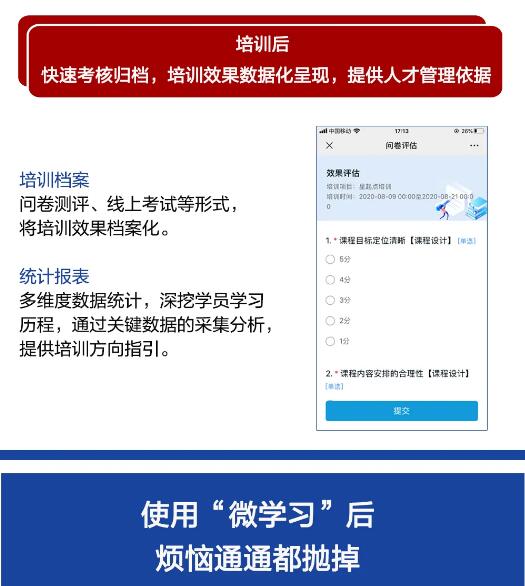 培训后
快速考核归档，培训效果数据化呈现，提供人才管理依据
培训档案
问卷测评、线上考试等形式，
将培训效果档案化。
统计报表
多维度数据统计，深挖学员学习
历程，通过关键数据的采集分析，
提供培训方向指引。
中国移动 17:13 26%
问卷评估
效果评估
培训项目：星起点培训
培训时间：2020-08-09 00:00至2020-08-21 00:0
0
1. * 课程目标定位清晰【课程设计】 [单选]
5分
4分
3分
2分
1分
2. * 课程内容安排的合理性【课程设计】
[单选]
提交
使用“微学习”后
烦恼通通都抛掉